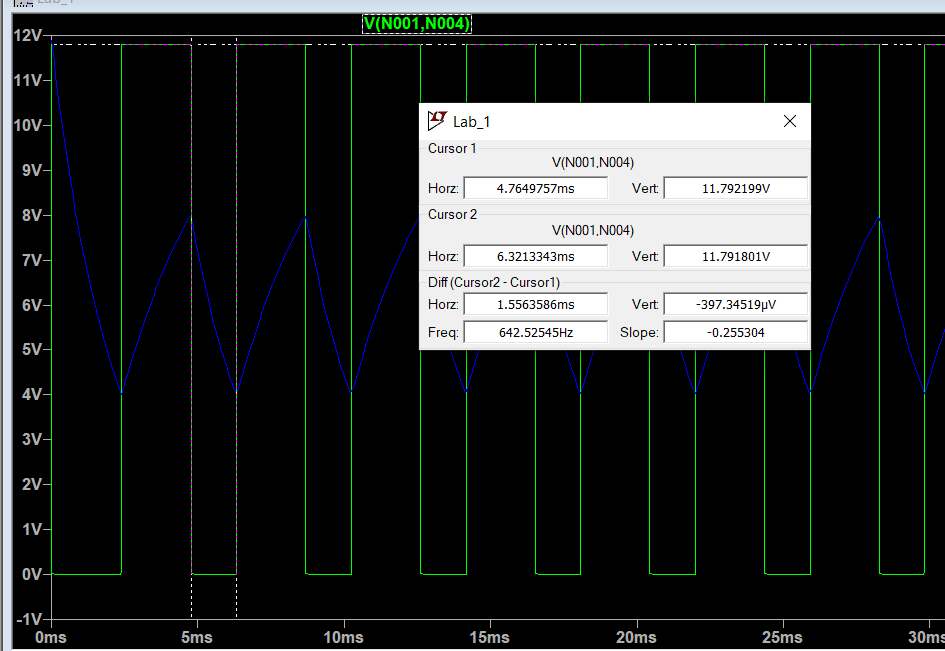 Lab_1
V(N001,N004)
12V
11V
10V
9V
8V
7V
6V
5V
4V
3V
2V
1V
0V
-1V
0ms 5ms 10ms 15ms 20ms 25ms 30ms
Lab_1
Cursor 1
V(N001,N004)
Horz: 4.7649757ms Vert: 11.792199V
Cursor 2
V(N001,N004)
Horz: 6.3213343ms Vert: 11.791801V
Diff (Cursor2 - Cursor1)
Horz: 1.5563586ms Vert: -397.34519µV
Freq: 642.52545Hz Slope: -0.255304